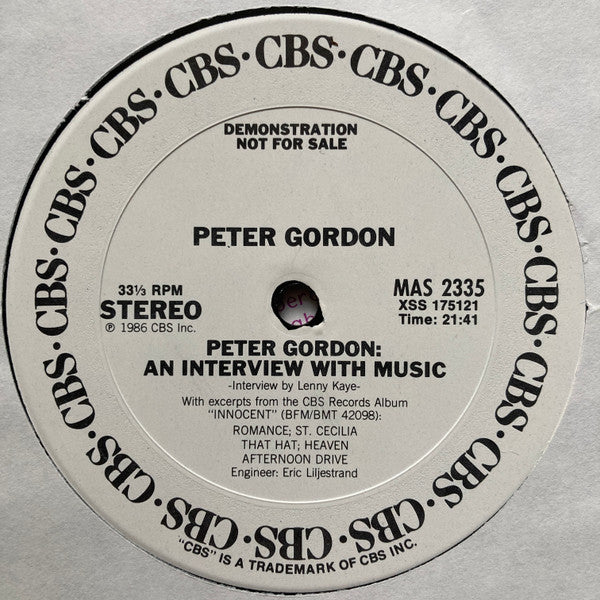 CBS·CBS·CBS·CBS·CBS·CBS·CBS·CBS·CBS·CBS·CBS·CBS·CBS·CBS·CBS·CBS·CBS
DEMONSTRATION
NOT FOR SALE
PETER GORDON
33⅓ RPM
STEREO
℗ 1986 CBS Inc.
MAS 2335
XSS 175121
Time: 21:41
PETER GORDON:
AN INTERVIEW WITH MUSIC
-Interview by Lenny Kaye-
With excerpts from the CBS Records Album
"INNOCENT" (BFM/BMT 42098):
ROMANCE; ST. CECILIA
THAT HAT; HEAVEN
AFTERNOON DRIVE
Engineer: Eric Liljestrand
"CBS" IS A TRADEMARK OF CBS INC.